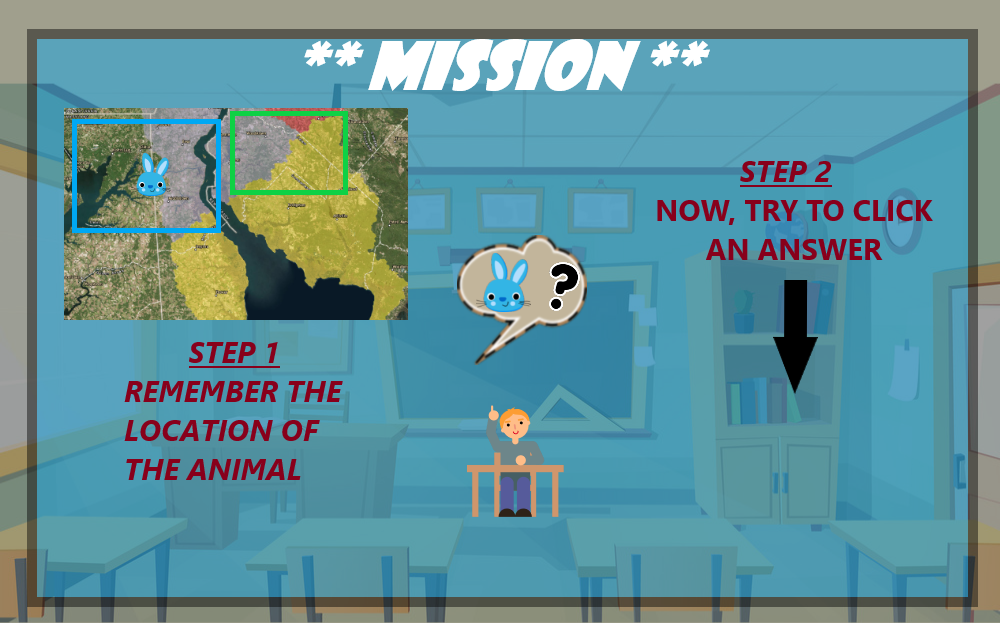 ** MISSION **
STEP 1
REMEMBER THE
LOCATION OF
THE ANIMAL
?
STEP 2
NOW, TRY TO CLICK
AN ANSWER